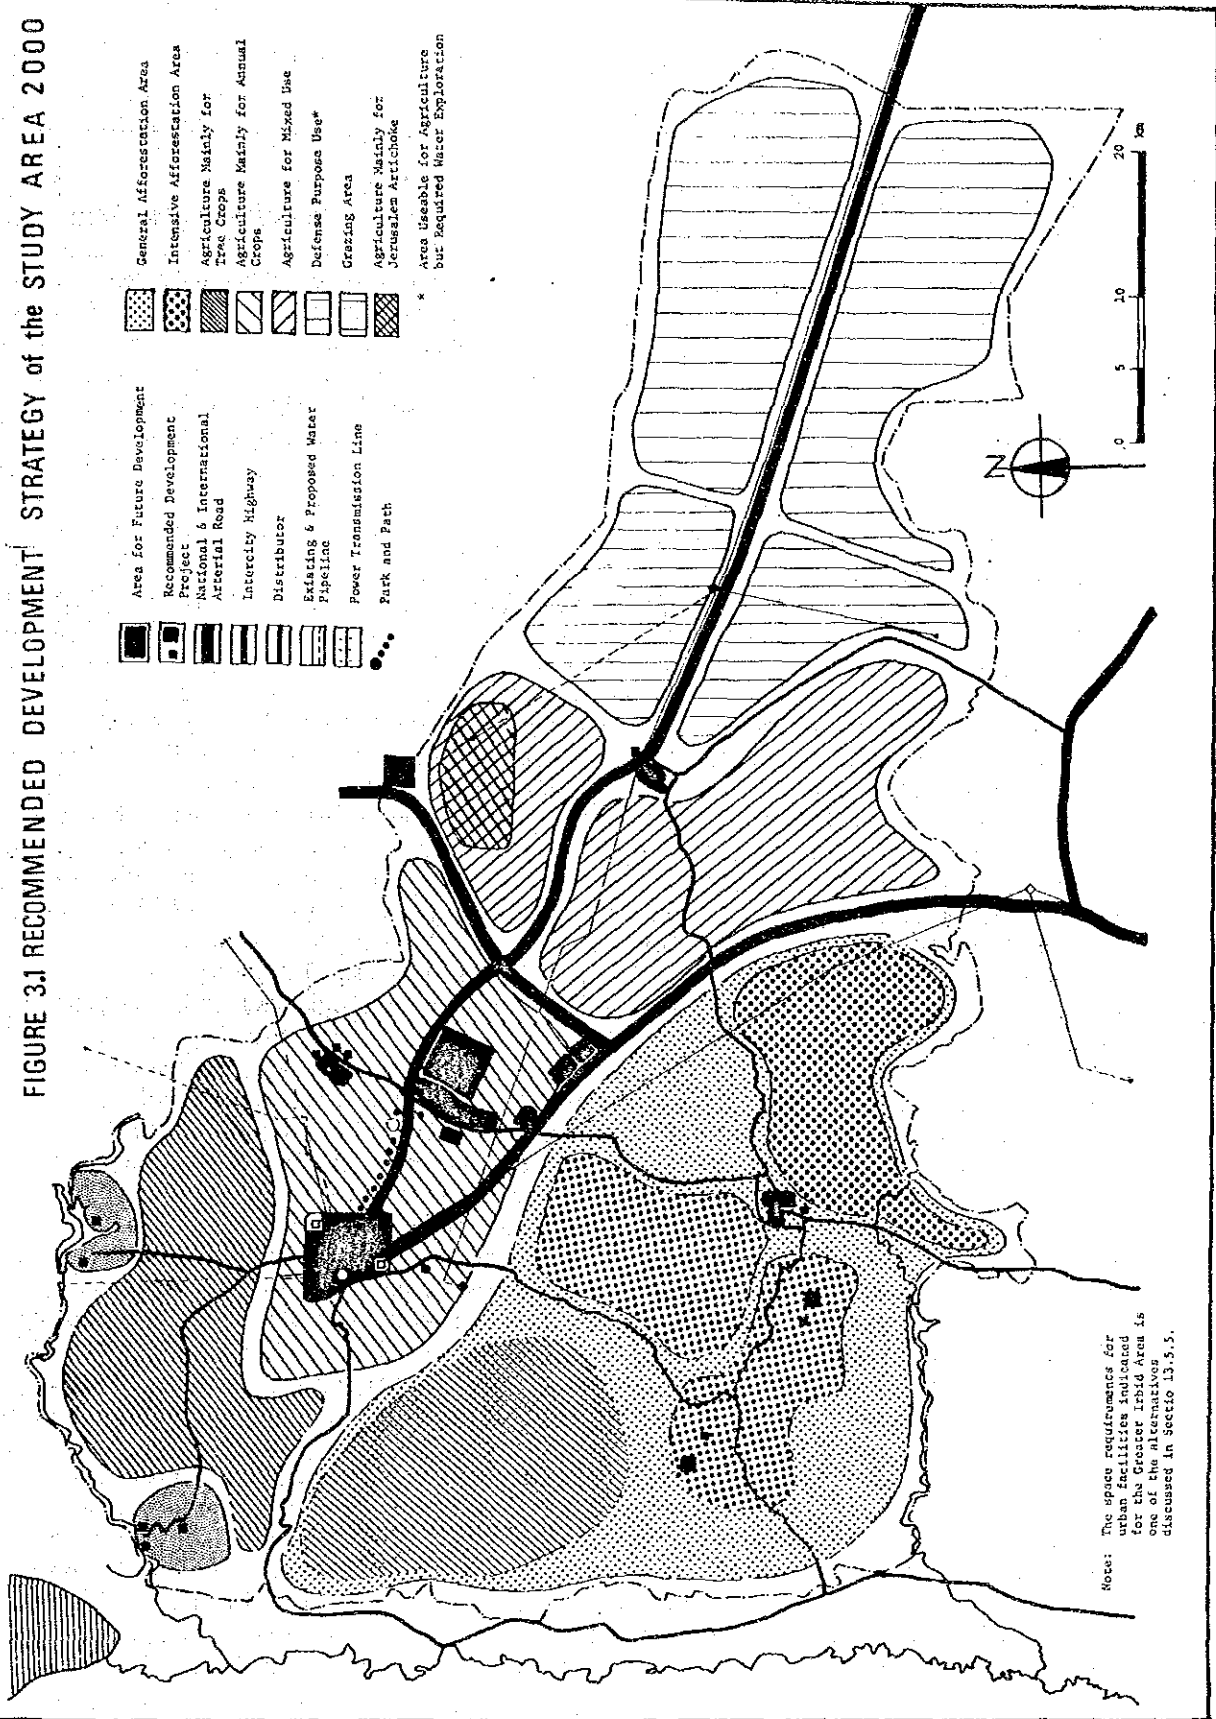 FIGURE 3.1 RECOMMENDED DEVELOPMENT STRATEGY of the STUDY AREA 2000
Area for Future Development
Recommended Development
Project
National & International
Arterial Road
Intercity Highway
Distributor
Existing & Proposed Water
Pipeline
Power Transmission Line
Park and Path
General Afforestation Area
Intensive Afforestation Area
Agriculture Mainly for
Tree Crops
Agriculture Mainly for Annual
Crops
Agriculture for Mixed Use
Defense Purpose Use*
Grazing Area
Agriculture Mainly for
Jerusalem Artichoke
* Area Useable for Agriculture
but Required Water Exploration
N
0 5 10 20 km
Note: The space requirements for
urban facilities indicated
for the Greater Irbid Area is
one of the alternatives
discussed in Sectio 13.5.5.